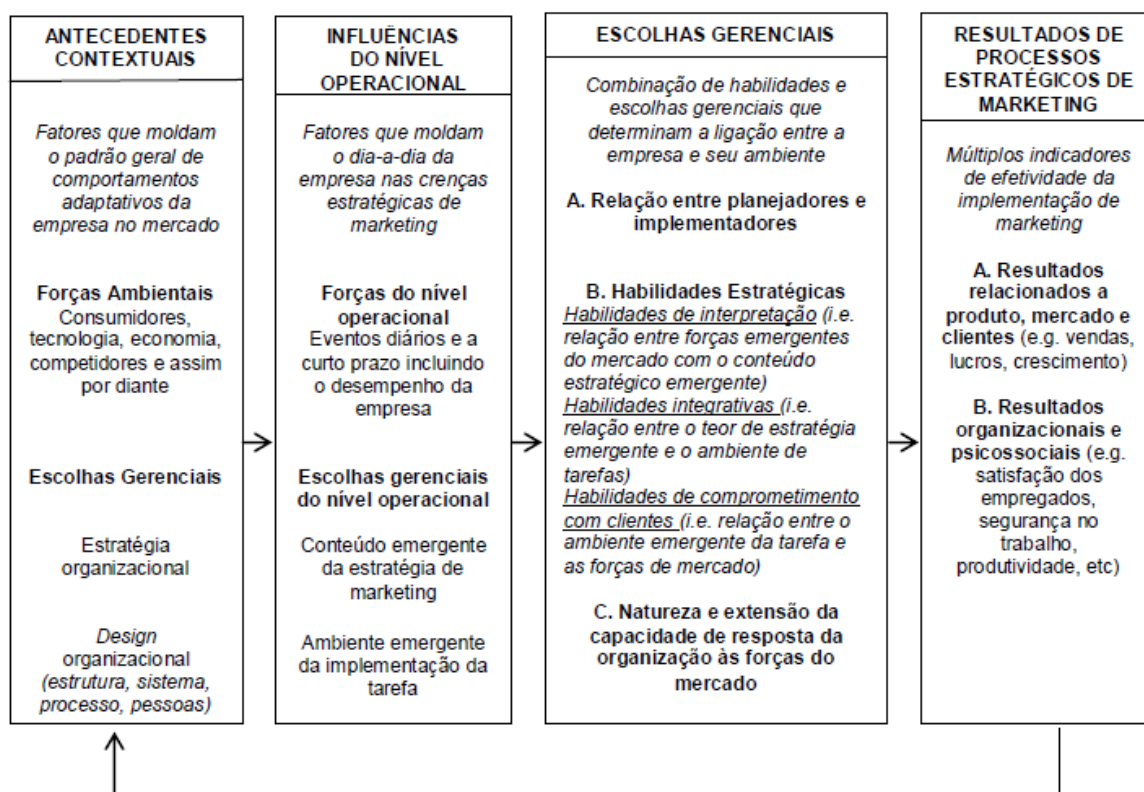 ANTECEDENTES
CONTEXTUAIS
Fatores que moldam
o padrão geral de
comportamentos
adaptativos da
empresa no mercado
Forças Ambientais
Consumidores,
tecnologia, economia,
competidores e assim
por diante
Escolhas Gerenciais
Estratégia
organizacional
Design
organizacional
(estrutura, sistema,
processo, pessoas)
INFLUÊNCIAS
DO NÍVEL
OPERACIONAL
Fatores que moldam
o dia-a-dia da
empresa nas crenças
estratégicas de
marketing
Forças do nível
operacional
Eventos diários e a
curto prazo incluindo
o desempenho da
empresa
Escolhas gerenciais
do nível operacional
Conteúdo emergente
da estratégia de
marketing
Ambiente emergente
da implementação da
tarefa
ESCOLHAS GERENCIAIS
Combinação de habilidades e
escolhas gerenciais que
determinam a ligação entre a
empresa e seu ambiente
A. Relação entre planejadores e
implementadores
B. Habilidades Estratégicas
Habilidades de interpretação (i.e.
relação entre forças emergentes
do mercado com o conteúdo
estratégico emergente)
Habilidades integrativas (i.e.
relação entre o teor de estratégia
emergente e o ambiente de
tarefas)
Habilidades de comprometimento
com clientes (i.e. relação entre o
ambiente emergente da tarefa e
as forças de mercado)
C. Natureza e extensão da
capacidade de resposta da
organização às forças do
mercado
RESULTADOS DE
PROCESSOS
ESTRATÉGICOS DE
MARKETING
Múltiplos indicadores
de efetividade da
implementação de
marketing
A. Resultados
relacionados a
produto, mercado e
clientes (e.g. vendas,
lucros, crescimento)
B. Resultados
organizacionais e
psicossociais (e.g.
satisfação dos
empregados,
segurança no
trabalho,
produtividade, etc)